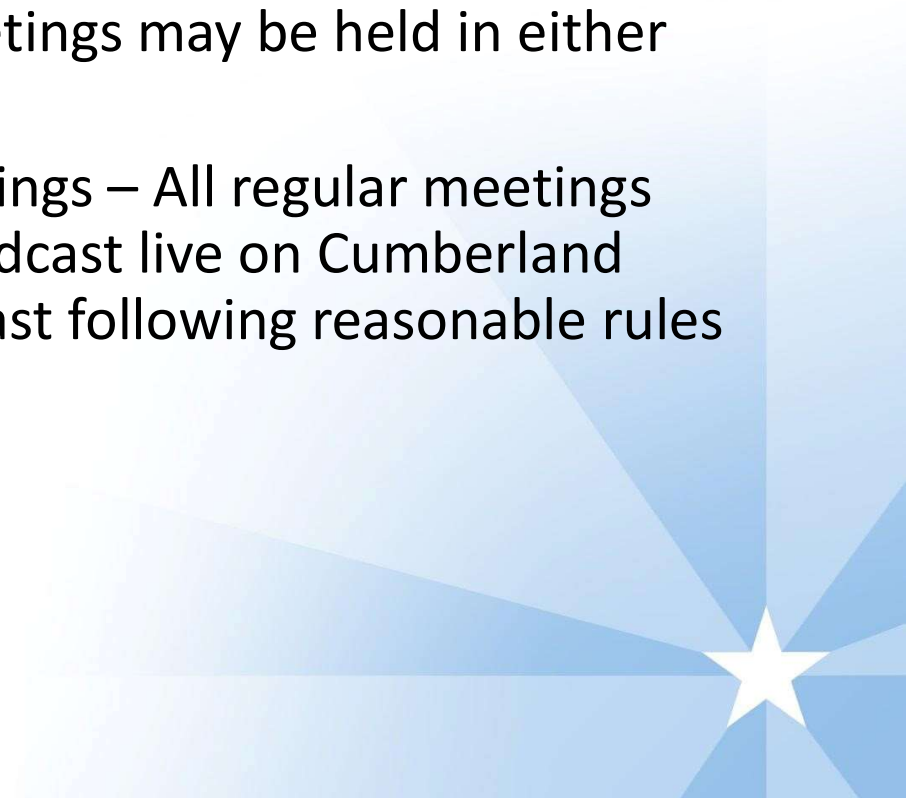 etings may be held in either
ings – All regular meetings
dcast live on Cumberland
ast following reasonable rules